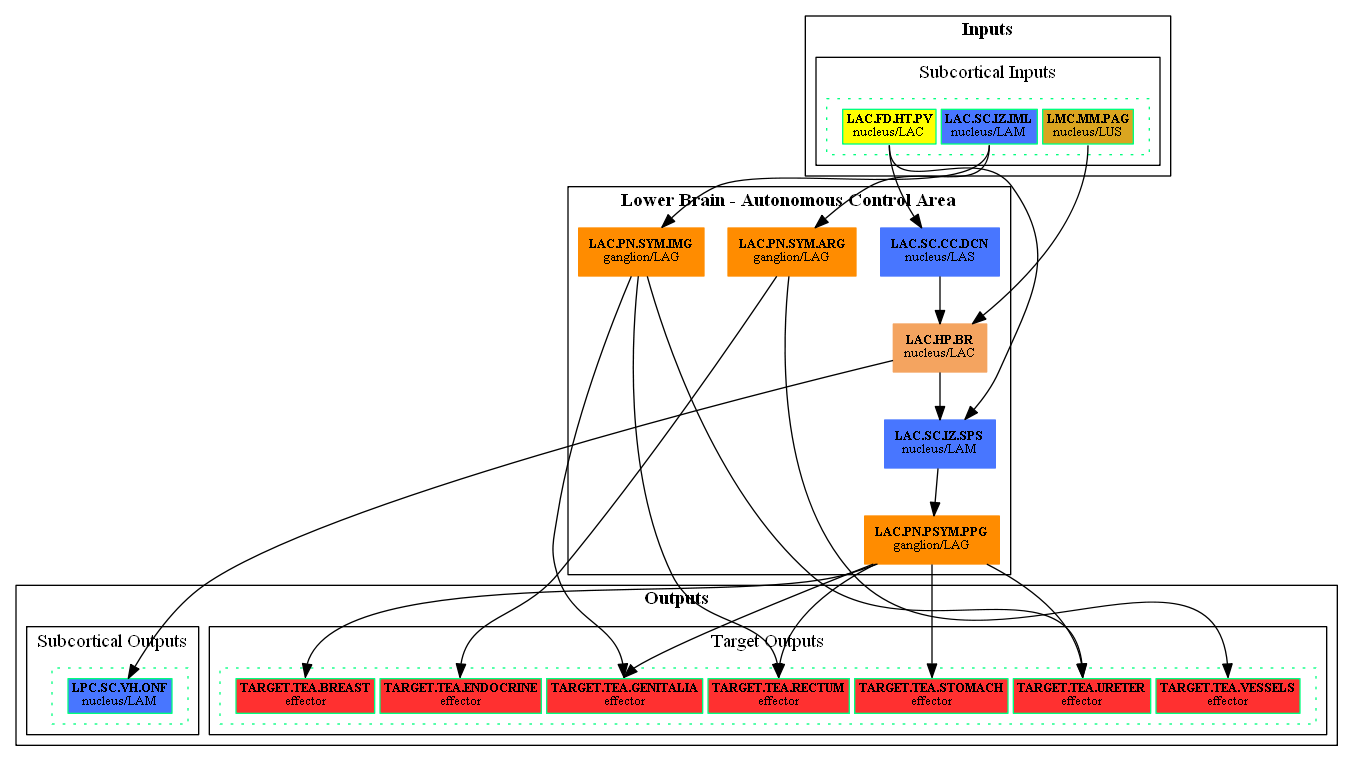 Inputs
Subcortical Inputs
LAC.FD.HT.PV
nucleus/LAC
LAC.SC.IZ.IML
nucleus/LAM
LMC.MM.PAG
nucleus/LUS
Lower Brain - Autonomous Control Area
LAC.PN.SYM.IMG
ganglion/LAG
LAC.PN.SYM.ARG
ganglion/LAG
LAC.SC.CC.DCN
nucleus/LAS
LAC.HP.BR
nucleus/LAC
LAC.SC.IZ.SPS
nucleus/LAM
LAC.PN.PSYM.PPG
ganglion/LAG
Outputs
Subcortical Outputs
LPC.SC.VH.ONF
nucleus/LAM
Target Outputs
TARGET.TEA.BREAST
effector
TARGET.TEA.ENDOCRINE
effector
TARGET.TEA.GENITALIA
effector
TARGET.TEA.RECTUM
effector
TARGET.TEA.STOMACH
effector
TARGET.TEA.URETER
effector
TARGET.TEA.VESSELS
effector